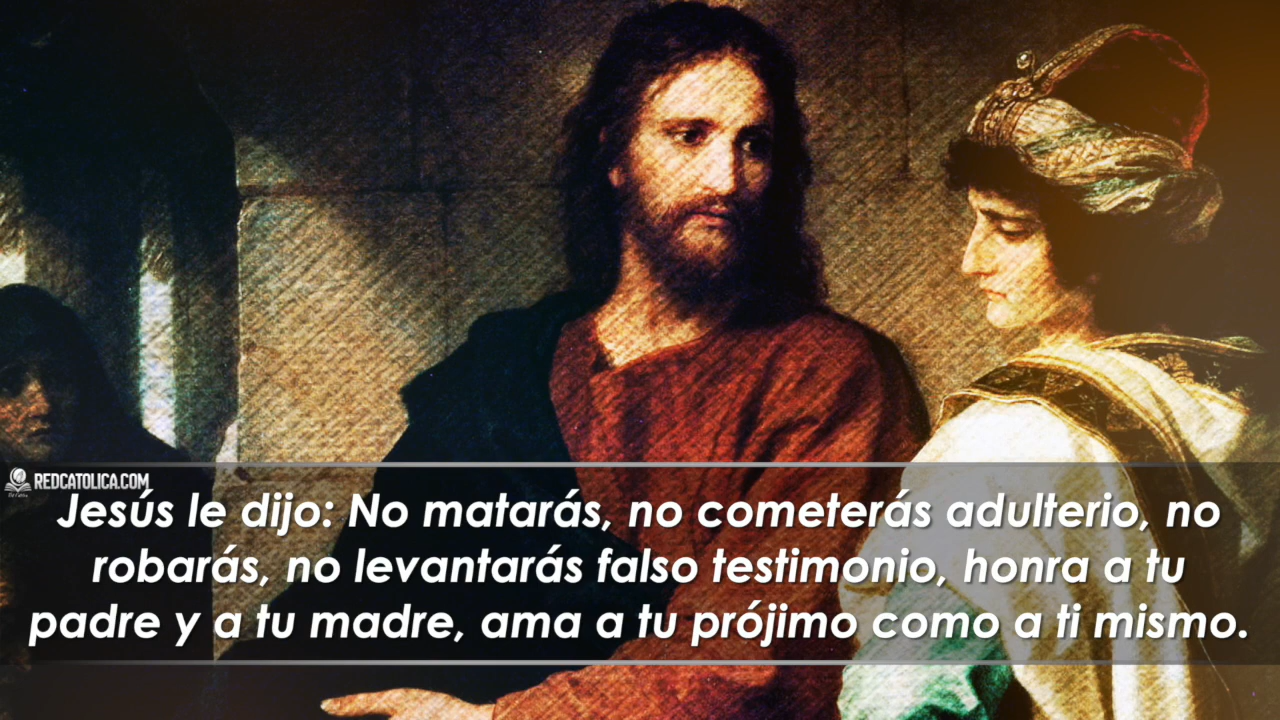 REDCATOLICA.COM
Jesús le dijo: No matarás, no cometerás adulterio, no
robarás, no levantarás falso testimonio, honra a tu
padre y a tu madre, ama a tu prójimo como a ti mismo.